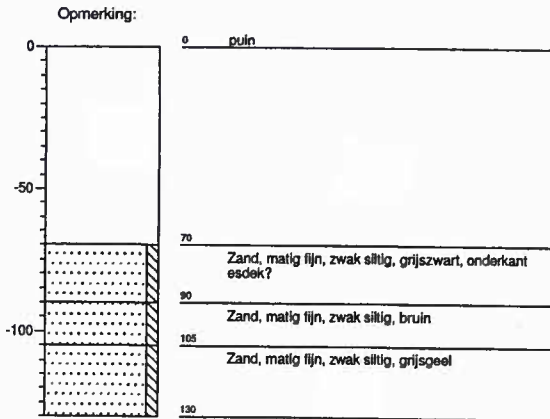 Opmerking:
0
0 puin
-50
70
Zand, matig fijn, zwak siltig, grijszwart, onderkant
esdek?
90
Zand, matig fijn, zwak siltig, bruin
-100
105
Zand, matig fijn, zwak siltig, grijsgeel
130